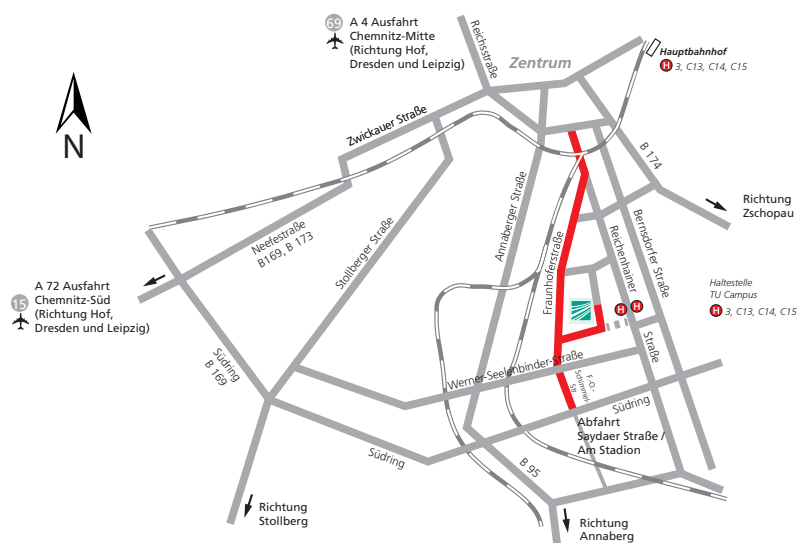 69
A 4 Ausfahrt
Chemnitz-Mitte
(Richtung Hof,
Dresden und Leipzig)
Reichsstraße
Zentrum
Hauptbahnhof
H 3, C13, C14, C15
Zwickauer Straße
N
B 174
Richtung
Zschopau
Annaberger Straße
Stollberger Straße
Neefestraße
B169, B 173
Fraunhoferstraße
Reichenhainer
Straße
Bernsdorfer Straße
Haltestelle
TU Campus
H 3, C13, C14, C15
H H
15
A 72 Ausfahrt
Chemnitz-Süd
(Richtung Hof,
Dresden und Leipzig)
Südring
B 169
Werner-Seelenbinder-Straße
F.-O.-
Schimmel-
Str.
Südring
Abfahrt
Saydaer Straße /
Am Stadion
Südring
B 95
Richtung
Stollberg
Richtung
Annaberg